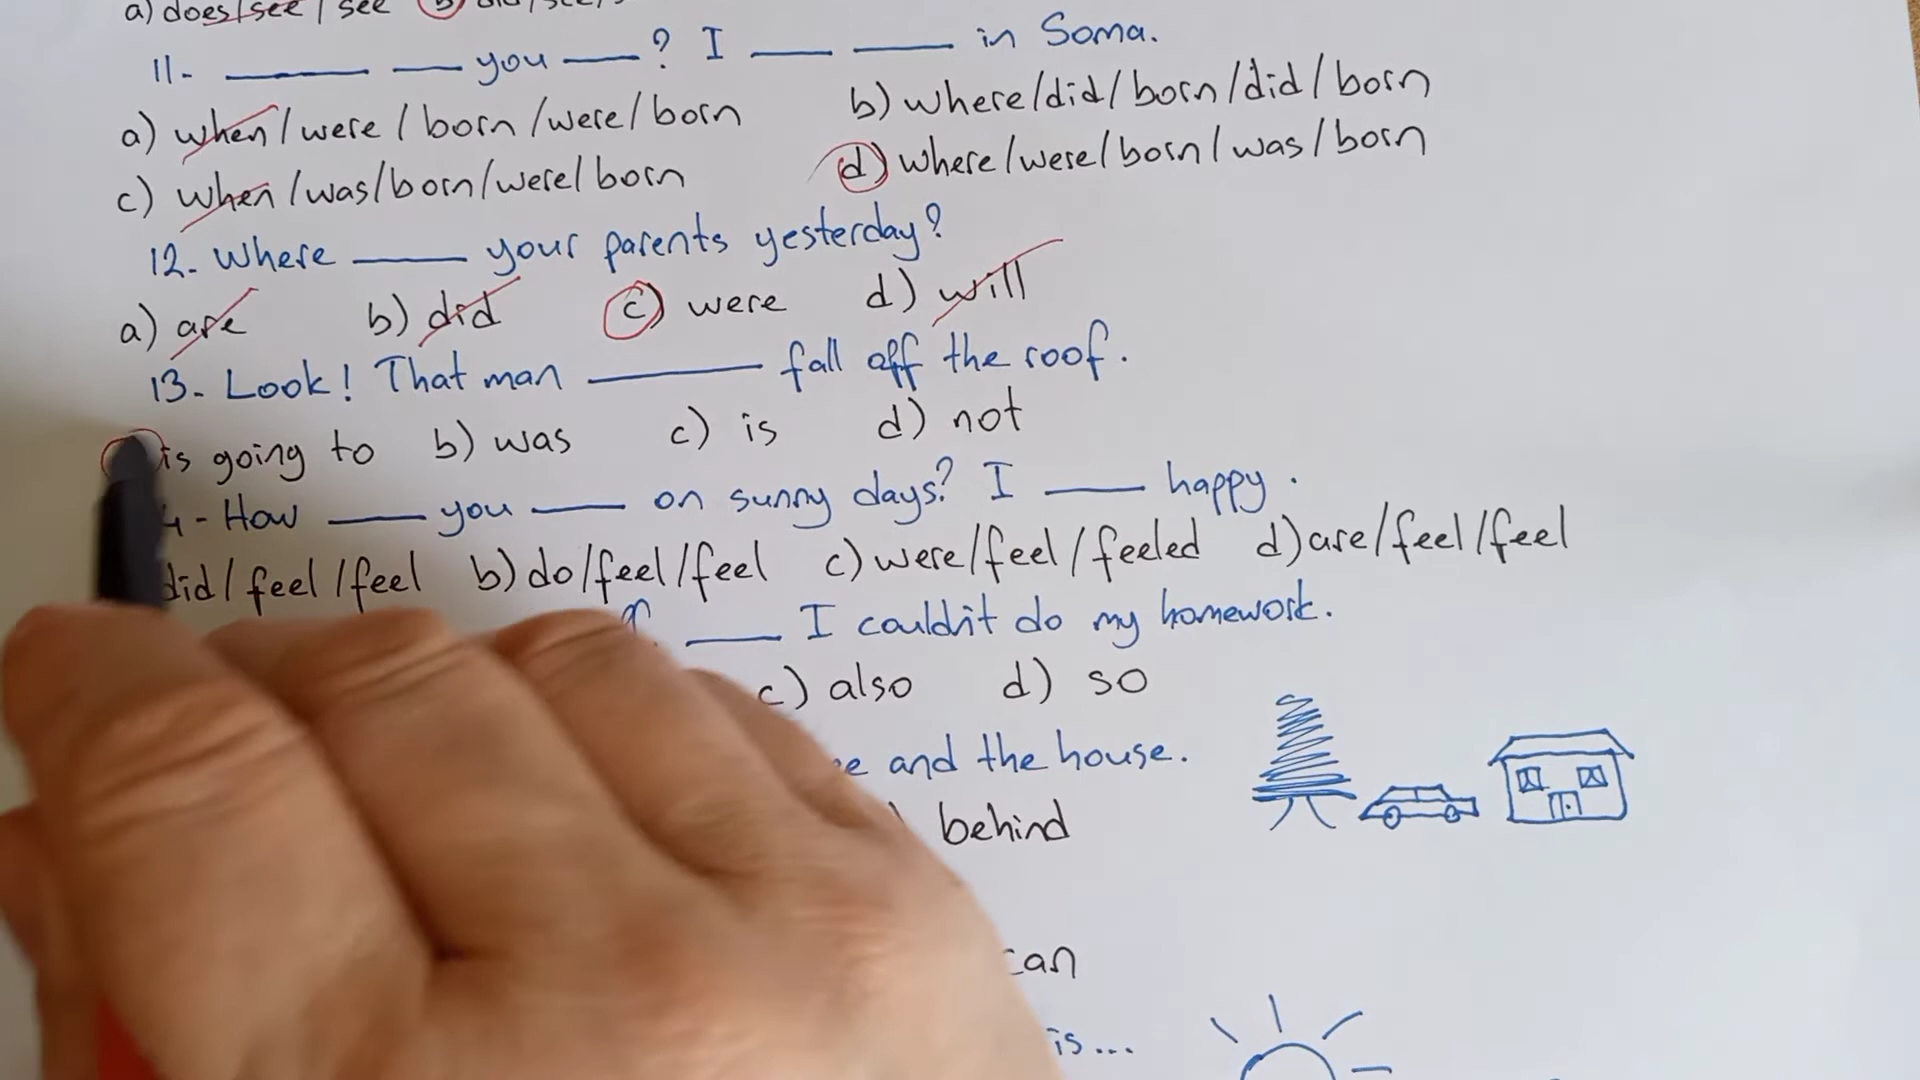 a) does/see/see b)
11- ____ ___ you ____? I ____ ____ in Soma.
a) when/were/born/were/born b) where/did/born/did/born
c) when/was/born/were/born d) where/were/born/was/born
12. Where ____ your parents yesterday?
a) are b) did c) were d) will
13- Look! That man ____ fall off the roof.
is going to b) was c) is d) not
- How ____ you ____ on sunny days? I ____ happy.
did/feel/feel b) do/feel/feel c) were/feel/feeled d) are/feel/feel
____ I couldn't do my homework.
c) also d) so
and the house.
behind
can
is...